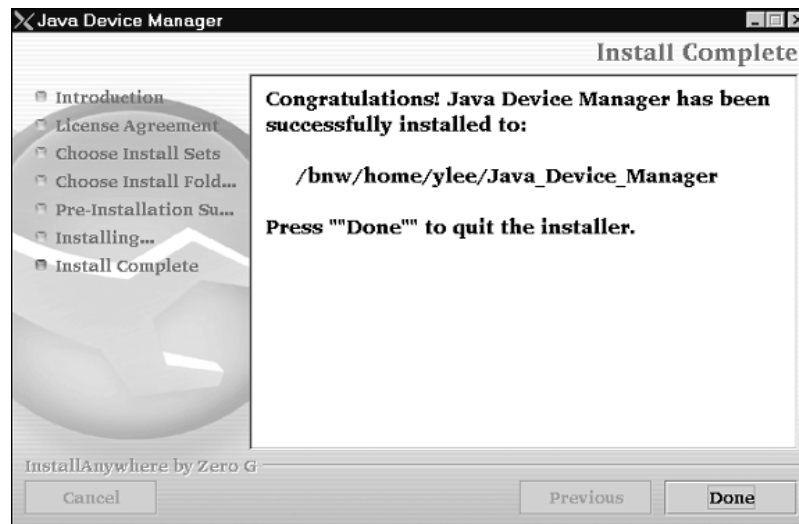 Java Device Manager
Install Complete
Introduction
License Agreement
Choose Install Sets
Choose Install Fold...
Pre-Installation Su...
Installing...
Install Complete
Congratulations! Java Device Manager has been
successfully installed to:
/bnw/home/ylee/Java_Device_Manager
Press ""Done"" to quit the installer.
InstallAnywhere by Zero G
Cancel
Previous
Done